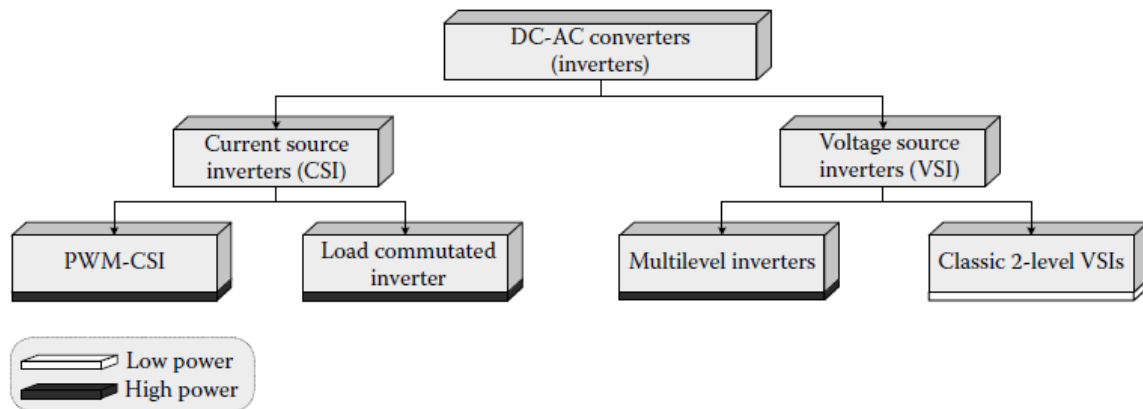 DC-AC converters
(inverters)
Current source
inverters (CSI)
Voltage source
inverters (VSI)
PWM-CSI
Load commutated
inverter
Multilevel inverters
Classic 2-level VSIs
Low power
High power